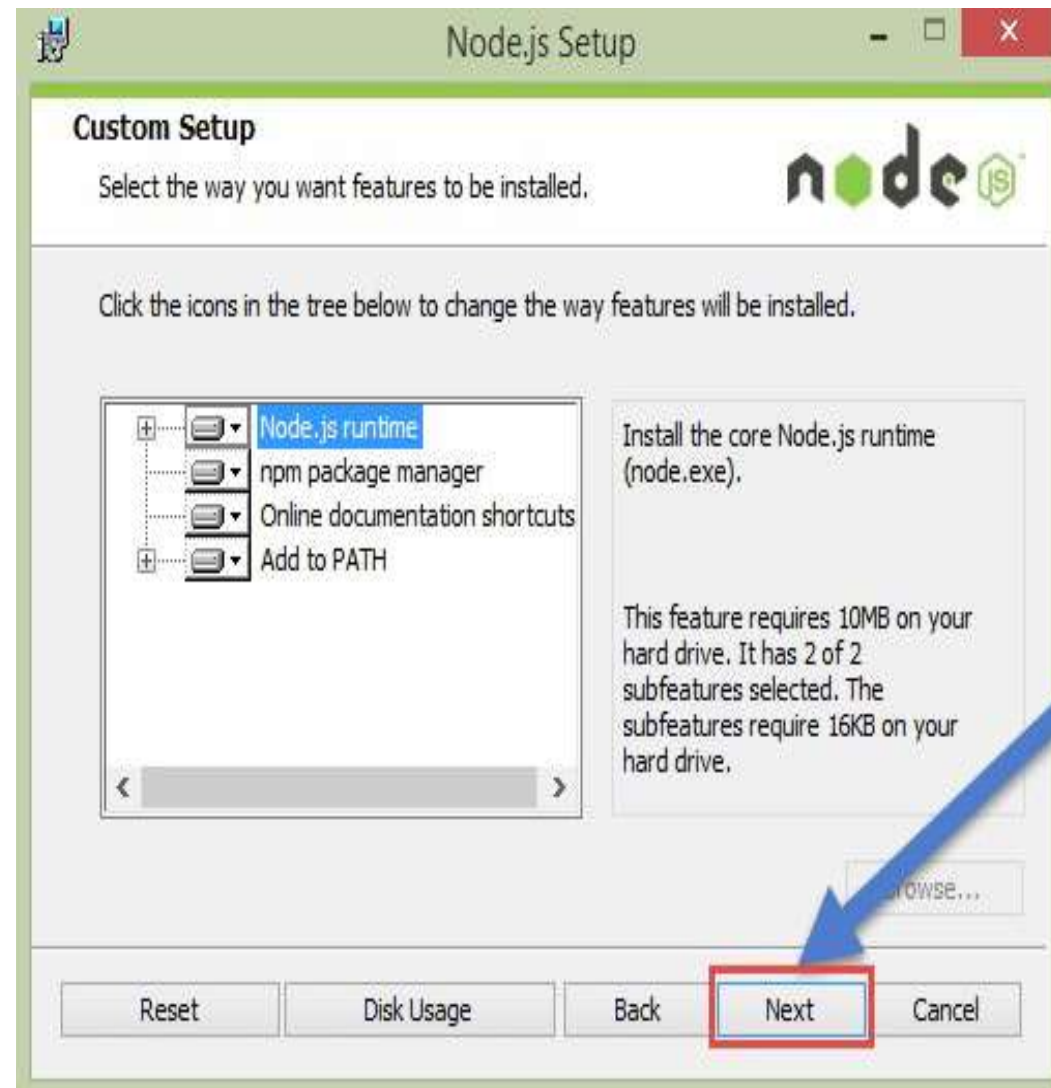 Node.js Setup
Custom Setup
Select the way you want features to be installed.
node JS
Click the icons in the tree below to change the way features will be installed.
Node.js runtime
npm package manager
Online documentation shortcuts
Add to PATH
Install the core Node.js runtime
(node.exe).
This feature requires 10MB on your
hard drive. It has 2 of 2
subfeatures selected. The
subfeatures require 16KB on your
hard drive.
Reset
Disk Usage
Back
Next
Cancel